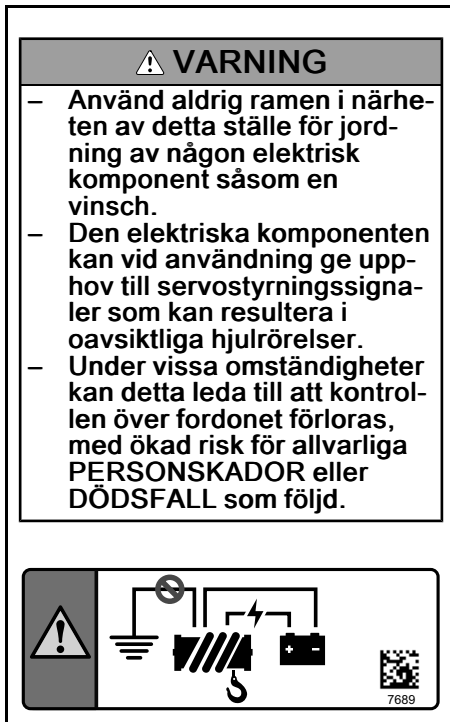 ⚠ VARNING
– Använd aldrig ramen i närhe-
ten av detta ställe för jord-
ning av någon elektrisk
komponent såsom en
vinsch.
– Den elektriska komponenten
kan vid användning ge upp-
hov till servostyrningssigna-
ler som kan resultera i
oavsiktliga hjulrörelser.
– Under vissa omständigheter
kan detta leda till att kontrol-
len över fordonet förloras,
med ökad risk för allvarliga
PERSONSKADOR eller
DÖDSFALL som följd.
+ -
7689